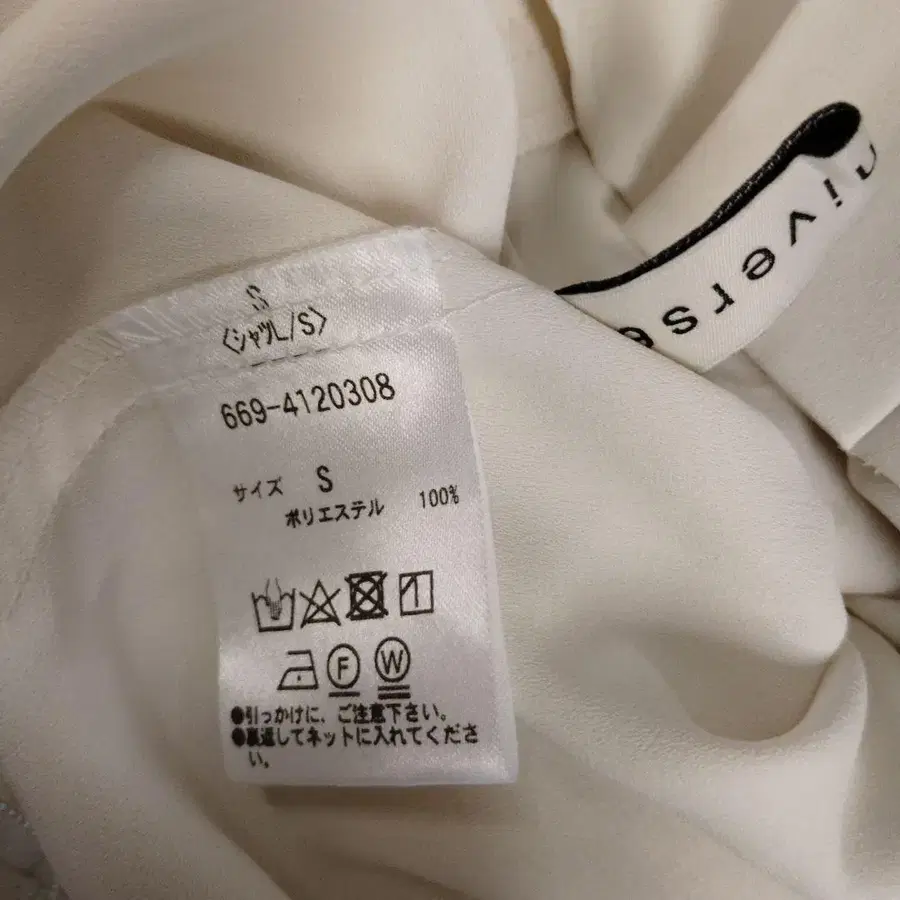 S
〈シャツL/S〉
669-4120308
サイズ S
ポリエステル 100%
F W
●引っかけに、ご注意下さい。
●裏返してネットに入れてくださ
い。
niverse